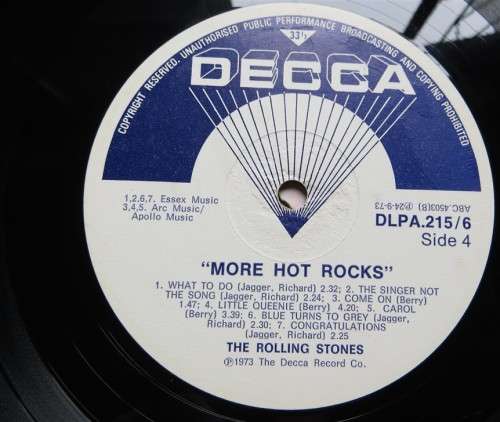 COPYRIGHT RESERVED. UNAUTHORISED PUBLIC PERFORMANCE BROADCASTING AND COPYING PROHIBITED
33⅓
DECCA
1,2,6,7. Essex Music
3,4,5. Arc Music/
Apollo Music
ABC.4503(B) ℗24-9-73
DLPA.215/6
Side 4
"MORE HOT ROCKS"
1. WHAT TO DO (Jagger, Richard) 2.32; 2. THE SINGER NOT
THE SONG (Jagger, Richard) 2.24; 3. COME ON (Berry)
1.47; 4. LITTLE QUEENIE (Berry) 4.20; 5. CAROL
(Berry) 3.39; 6. BLUE TURNS TO GREY (Jagger,
Richard) 2.30; 7. CONGRATULATIONS
(Jagger, Richard) 2.25
THE ROLLING STONES
℗1973 The Decca Record Co.